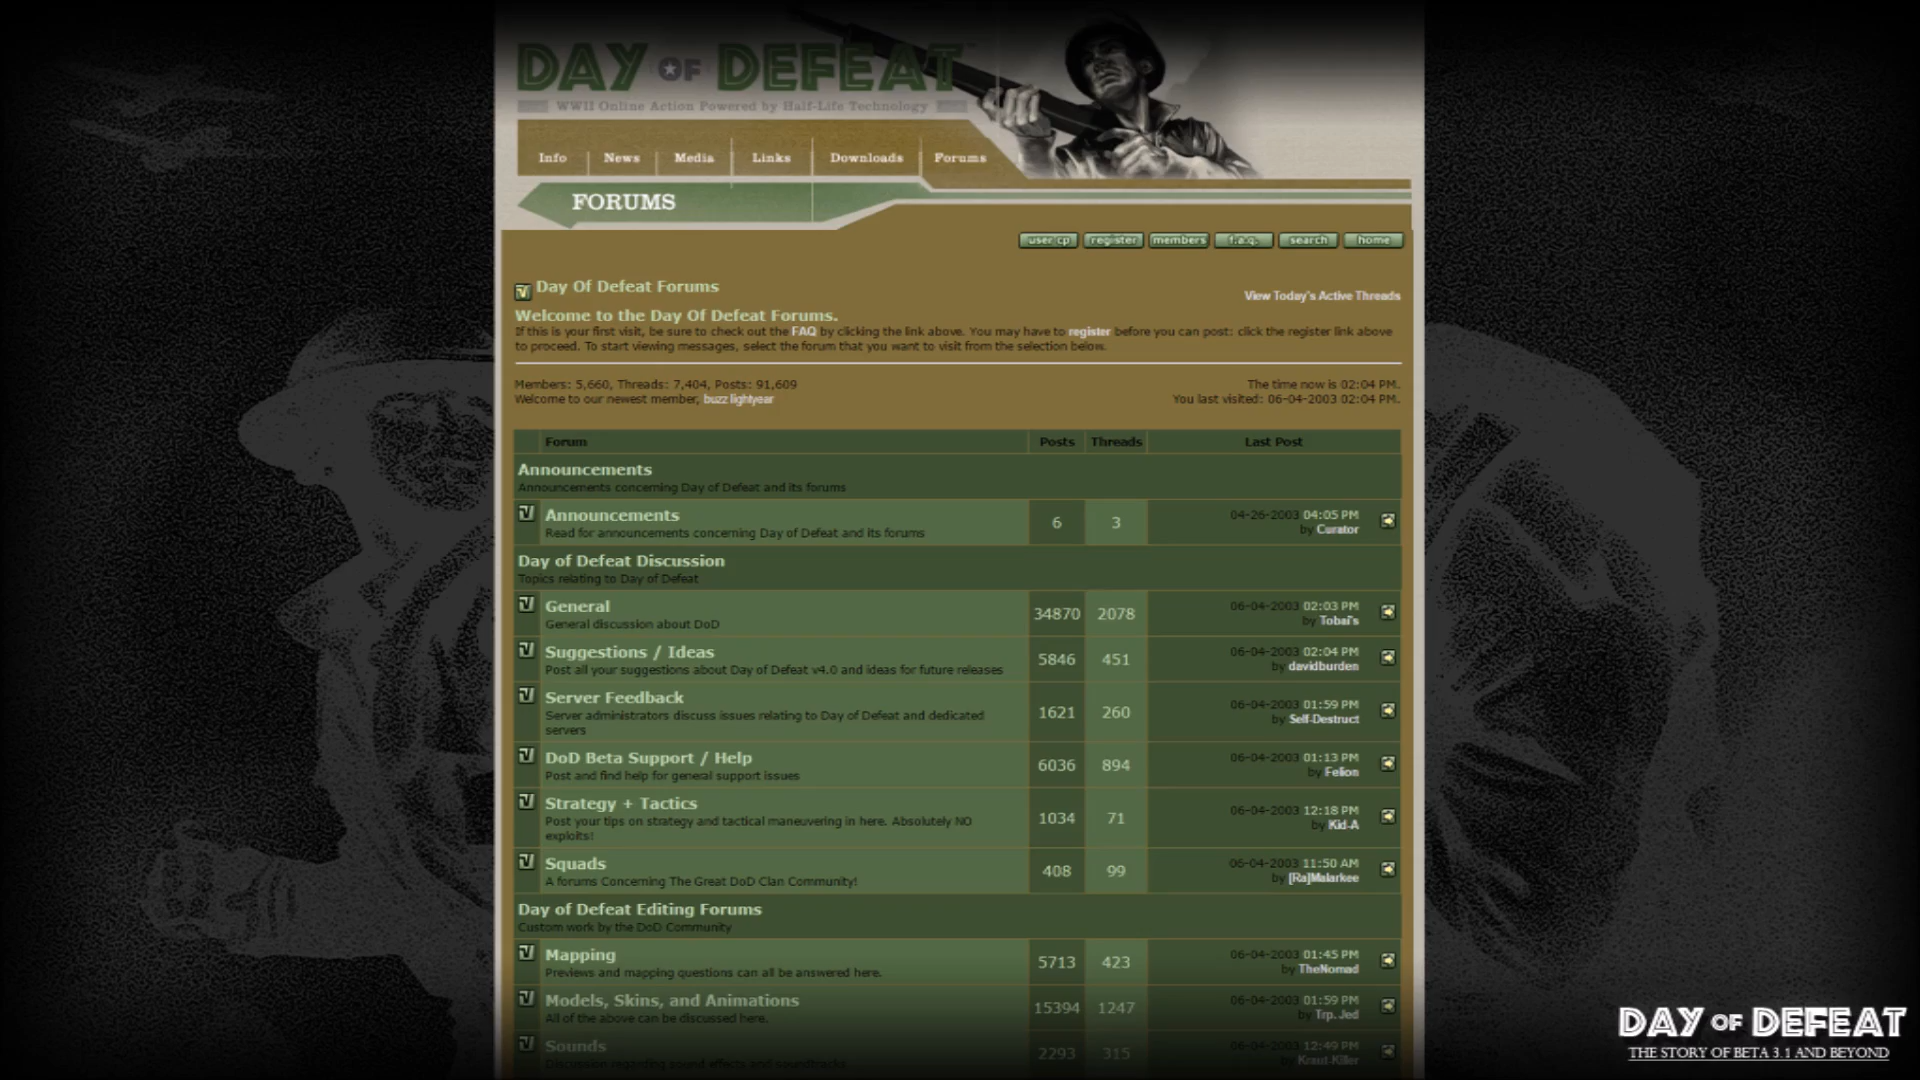 DAY OF DEFEAT
WWII Online Action Powered by Half-Life Technology
Info News Media Links Downloads Forums
FORUMS
user cp register members f.a.q. search home
Day Of Defeat Forums
View Today's Active Threads
Welcome to the Day Of Defeat Forums.
If this is your first visit, be sure to check out the FAQ by clicking the link above. You may have to register before you can post: click the register link above
to proceed. To start viewing messages, select the forum that you want to visit from the selection below.
Members: 5,660, Threads: 7,404, Posts: 91,609
The time now is 02:04 PM.
Welcome to our newest member, buzz lightyear
You last visited: 06-04-2003 02:04 PM.
Forum Posts Threads Last Post
Announcements
Announcements concerning Day of Defeat and its forums
Announcements
Read for announcements concerning Day of Defeat and its forums
6 3
04-26-2003 04:05 PM
by Curator
Day of Defeat Discussion
Topics relating to Day of Defeat
General
General discussion about DoD
34870 2078
06-04-2003 02:03 PM
by Tobai's
Suggestions / Ideas
Post all your suggestions about Day of Defeat v4.0 and ideas for future releases
5846 451
06-04-2003 02:04 PM
by davidburden
Server Feedback
Server administrators discuss issues relating to Day of Defeat and dedicated
servers
1621 260
06-04-2003 01:59 PM
by Self-Destruct
DoD Beta Support / Help
Post and find help for general support issues
6036 894
06-04-2003 01:13 PM
by Felion
Strategy + Tactics
Post your tips on strategy and tactical maneuvering in here. Absolutely NO
exploits!
1034 71
06-04-2003 12:18 PM
by Kid-A
Squads
A forums Concerning The Great DoD Clan Community!
408 99
06-04-2003 11:50 AM
by [Ra]Malarkee
Day of Defeat Editing Forums
Custom work by the DoD Community
Mapping
Previews and mapping questions can all be answered here.
5713 423
06-04-2003 01:45 PM
by TheNomad
Models, Skins, and Animations
All of the above can be discussed here.
15394 1247
06-04-2003 01:59 PM
by Trp. Jed
Sounds
Discussion regarding sound effects and soundtracks
2293 315
06-04-2003 12:49 PM
by Kraut-Killer
DAY OF DEFEAT
THE STORY OF BETA 3.1 AND BEYOND